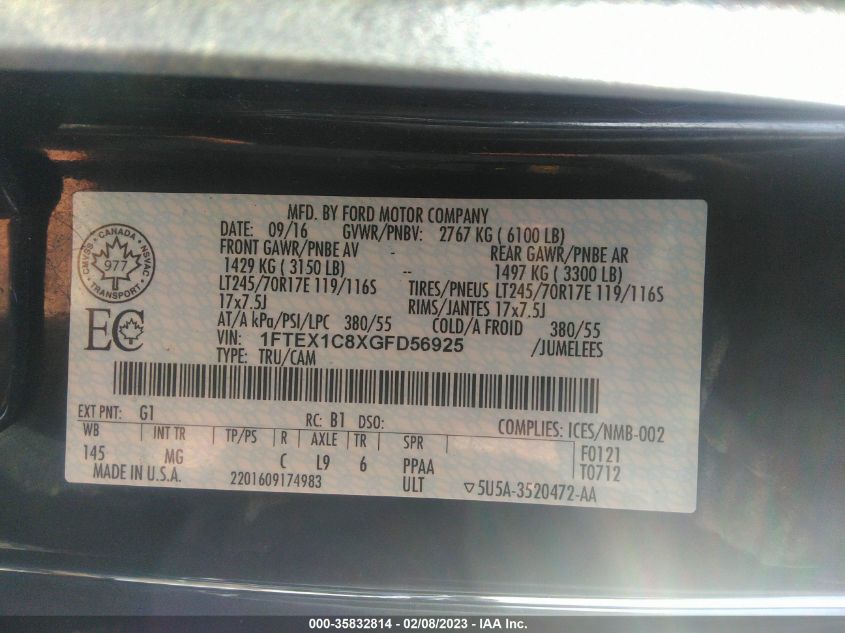 MFD. BY FORD MOTOR COMPANY
DATE: 09/16 GVWR/PNBV: 2767 KG ( 6100 LB)
FRONT GAWR/PNBE AV - REAR GAWR/PNBE AR
1429 KG ( 3150 LB) -- 1497 KG ( 3300 LB)
LT245/70R17E 119/116S TIRES/PNEUS LT245/70R17E 119/116S
17x7.5J RIMS/JANTES 17x7.5J
AT/A kPa/PSI/LPC 380/55 COLD/A FROID 380/55
VIN: 1FTEX1C8XGFD56925 /JUMELEES
TYPE: TRU/CAM
CANADA
CMVSS NSVAC
977
TRANSPORT
EC
EXT PNT: G1 RC: B1 DSO: COMPLIES: ICES/NMB-002
WB INT TR TP/PS R AXLE TR SPR F0121
145 MG C L9 6 PPAA T0712
MADE IN U.S.A. 2201609174983 ULT ▽5U5A-3520472-AA
000-35832814 - 02/08/2023 - IAA Inc.